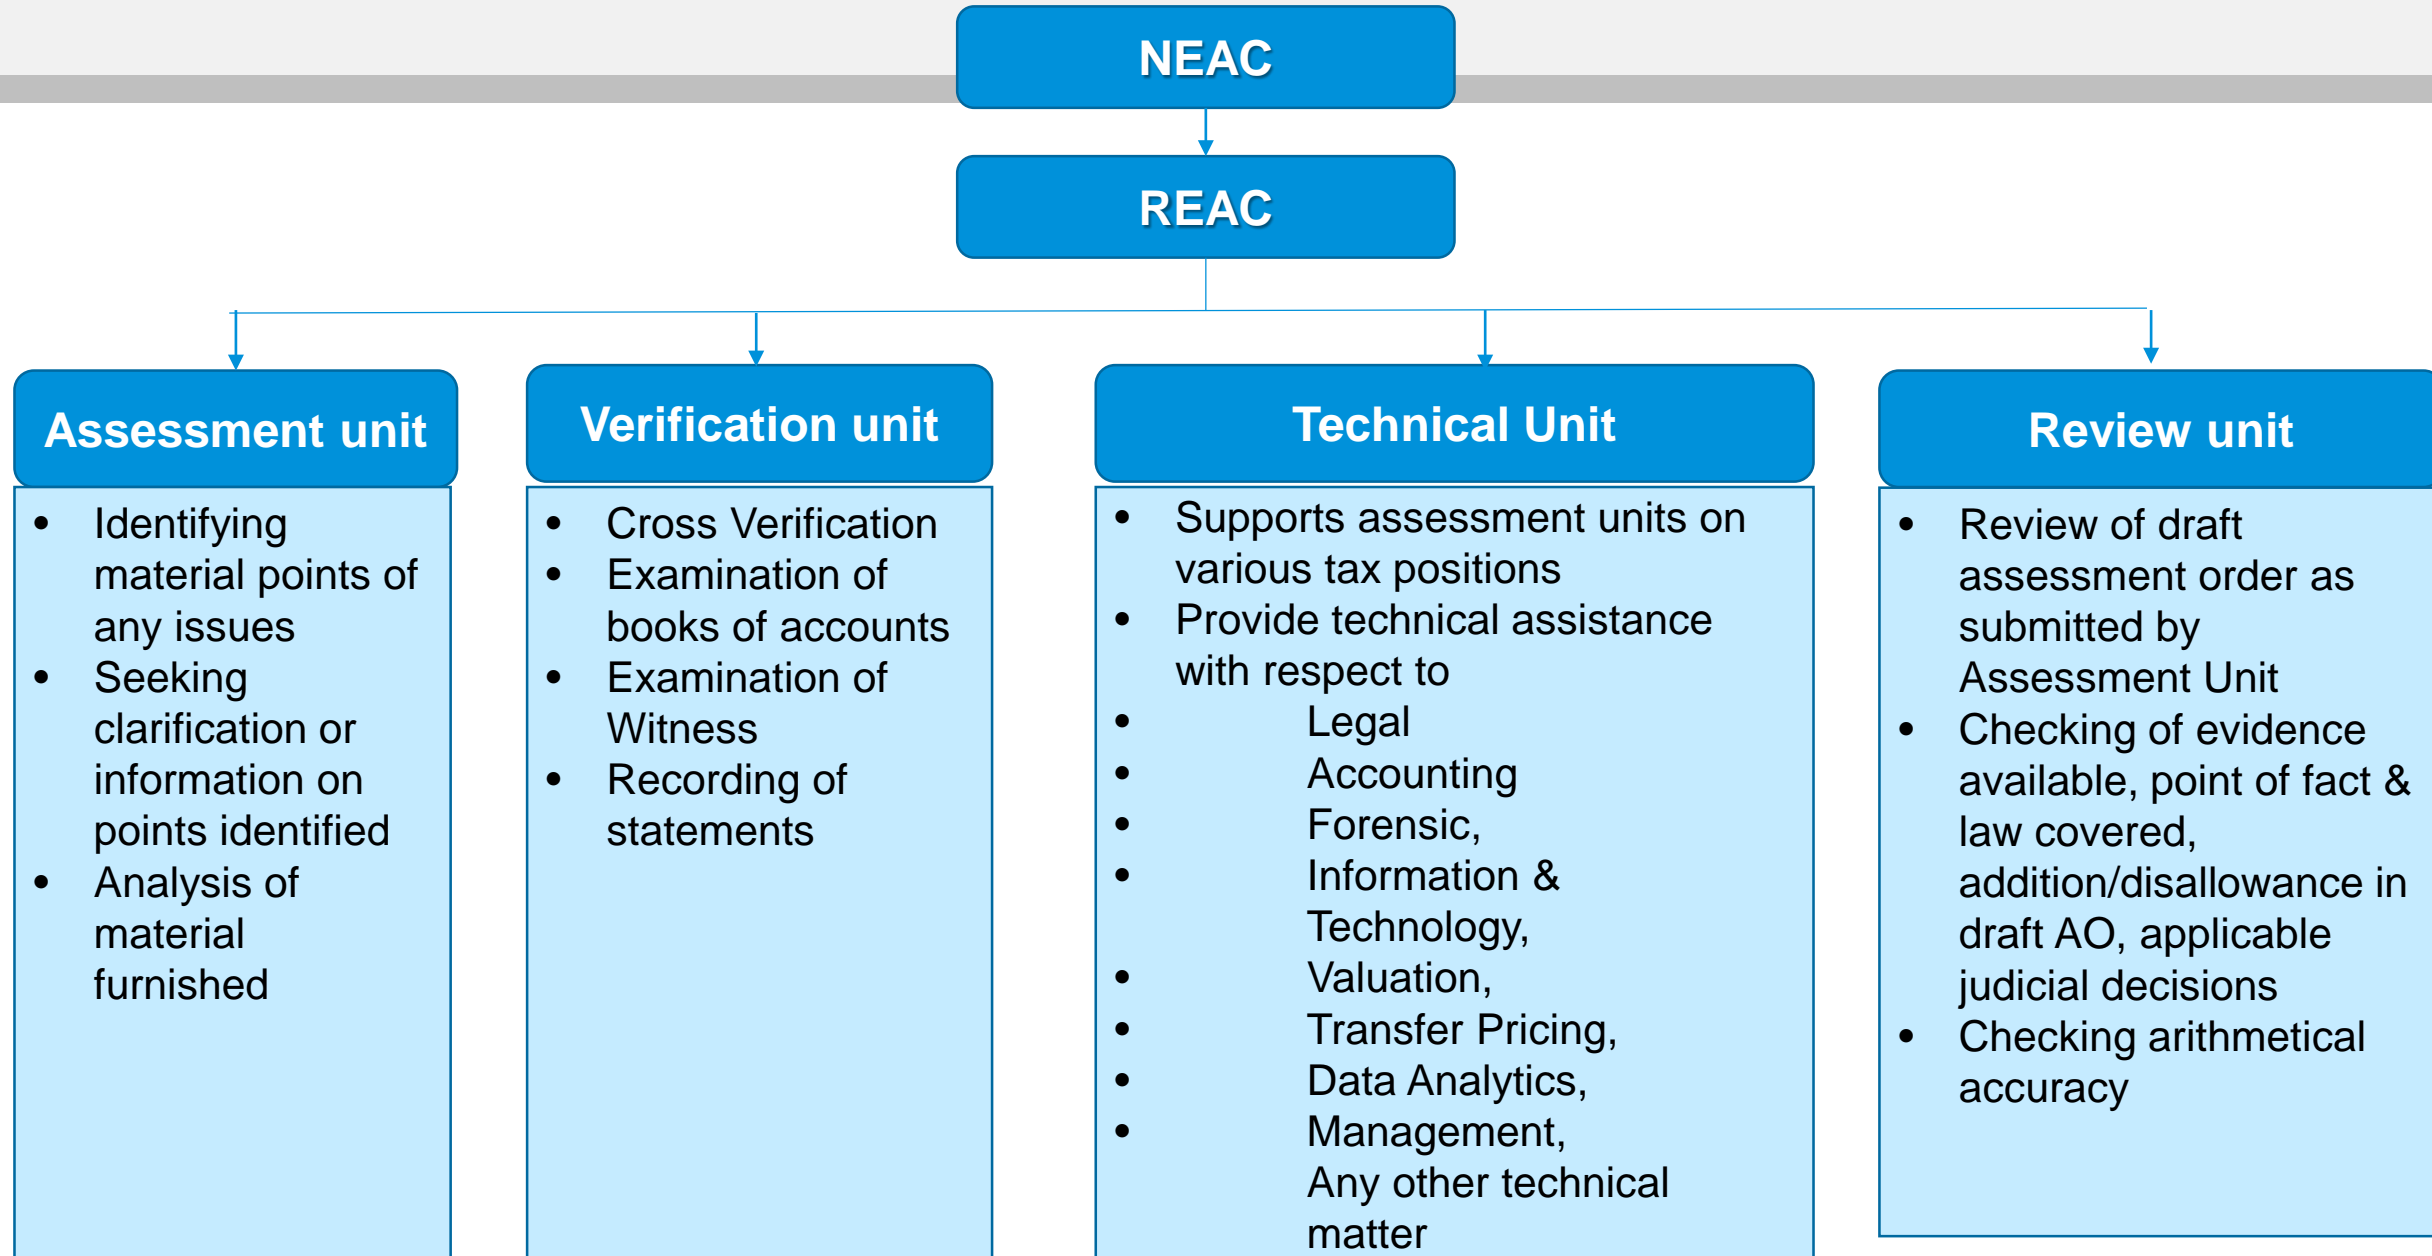 NEAC
REAC
Assessment unit
• Identifying
material points of
any issues
• Seeking
clarification or
information on
points identified
• Analysis of
material
furnished
Verification unit
• Cross Verification
• Examination of
books of accounts
• Examination of
Witness
• Recording of
statements
Technical Unit
• Supports assessment units on
various tax positions
• Provide technical assistance
with respect to
• Legal
• Accounting
• Forensic,
• Information &
Technology,
• Valuation,
• Transfer Pricing,
• Data Analytics,
• Management,
Any other technical
matter
Review unit
• Review of draft
assessment order as
submitted by
Assessment Unit
• Checking of evidence
available, point of fact &
law covered,
addition/disallowance in
draft AO, applicable
judicial decisions
• Checking arithmetical
accuracy